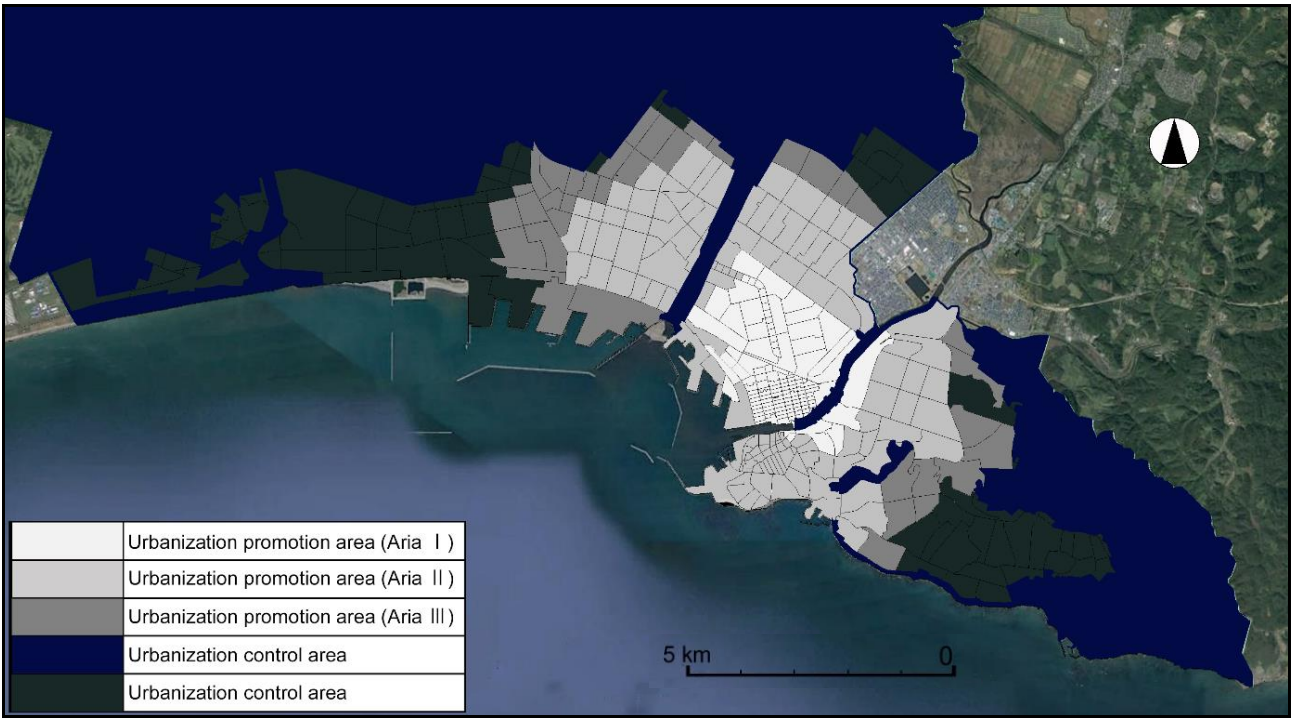 Urbanization promotion area (Aria Ⅰ)
Urbanization promotion area (Aria Ⅱ)
Urbanization promotion area (Aria Ⅲ)
Urbanization control area
Urbanization control area
5 km 0